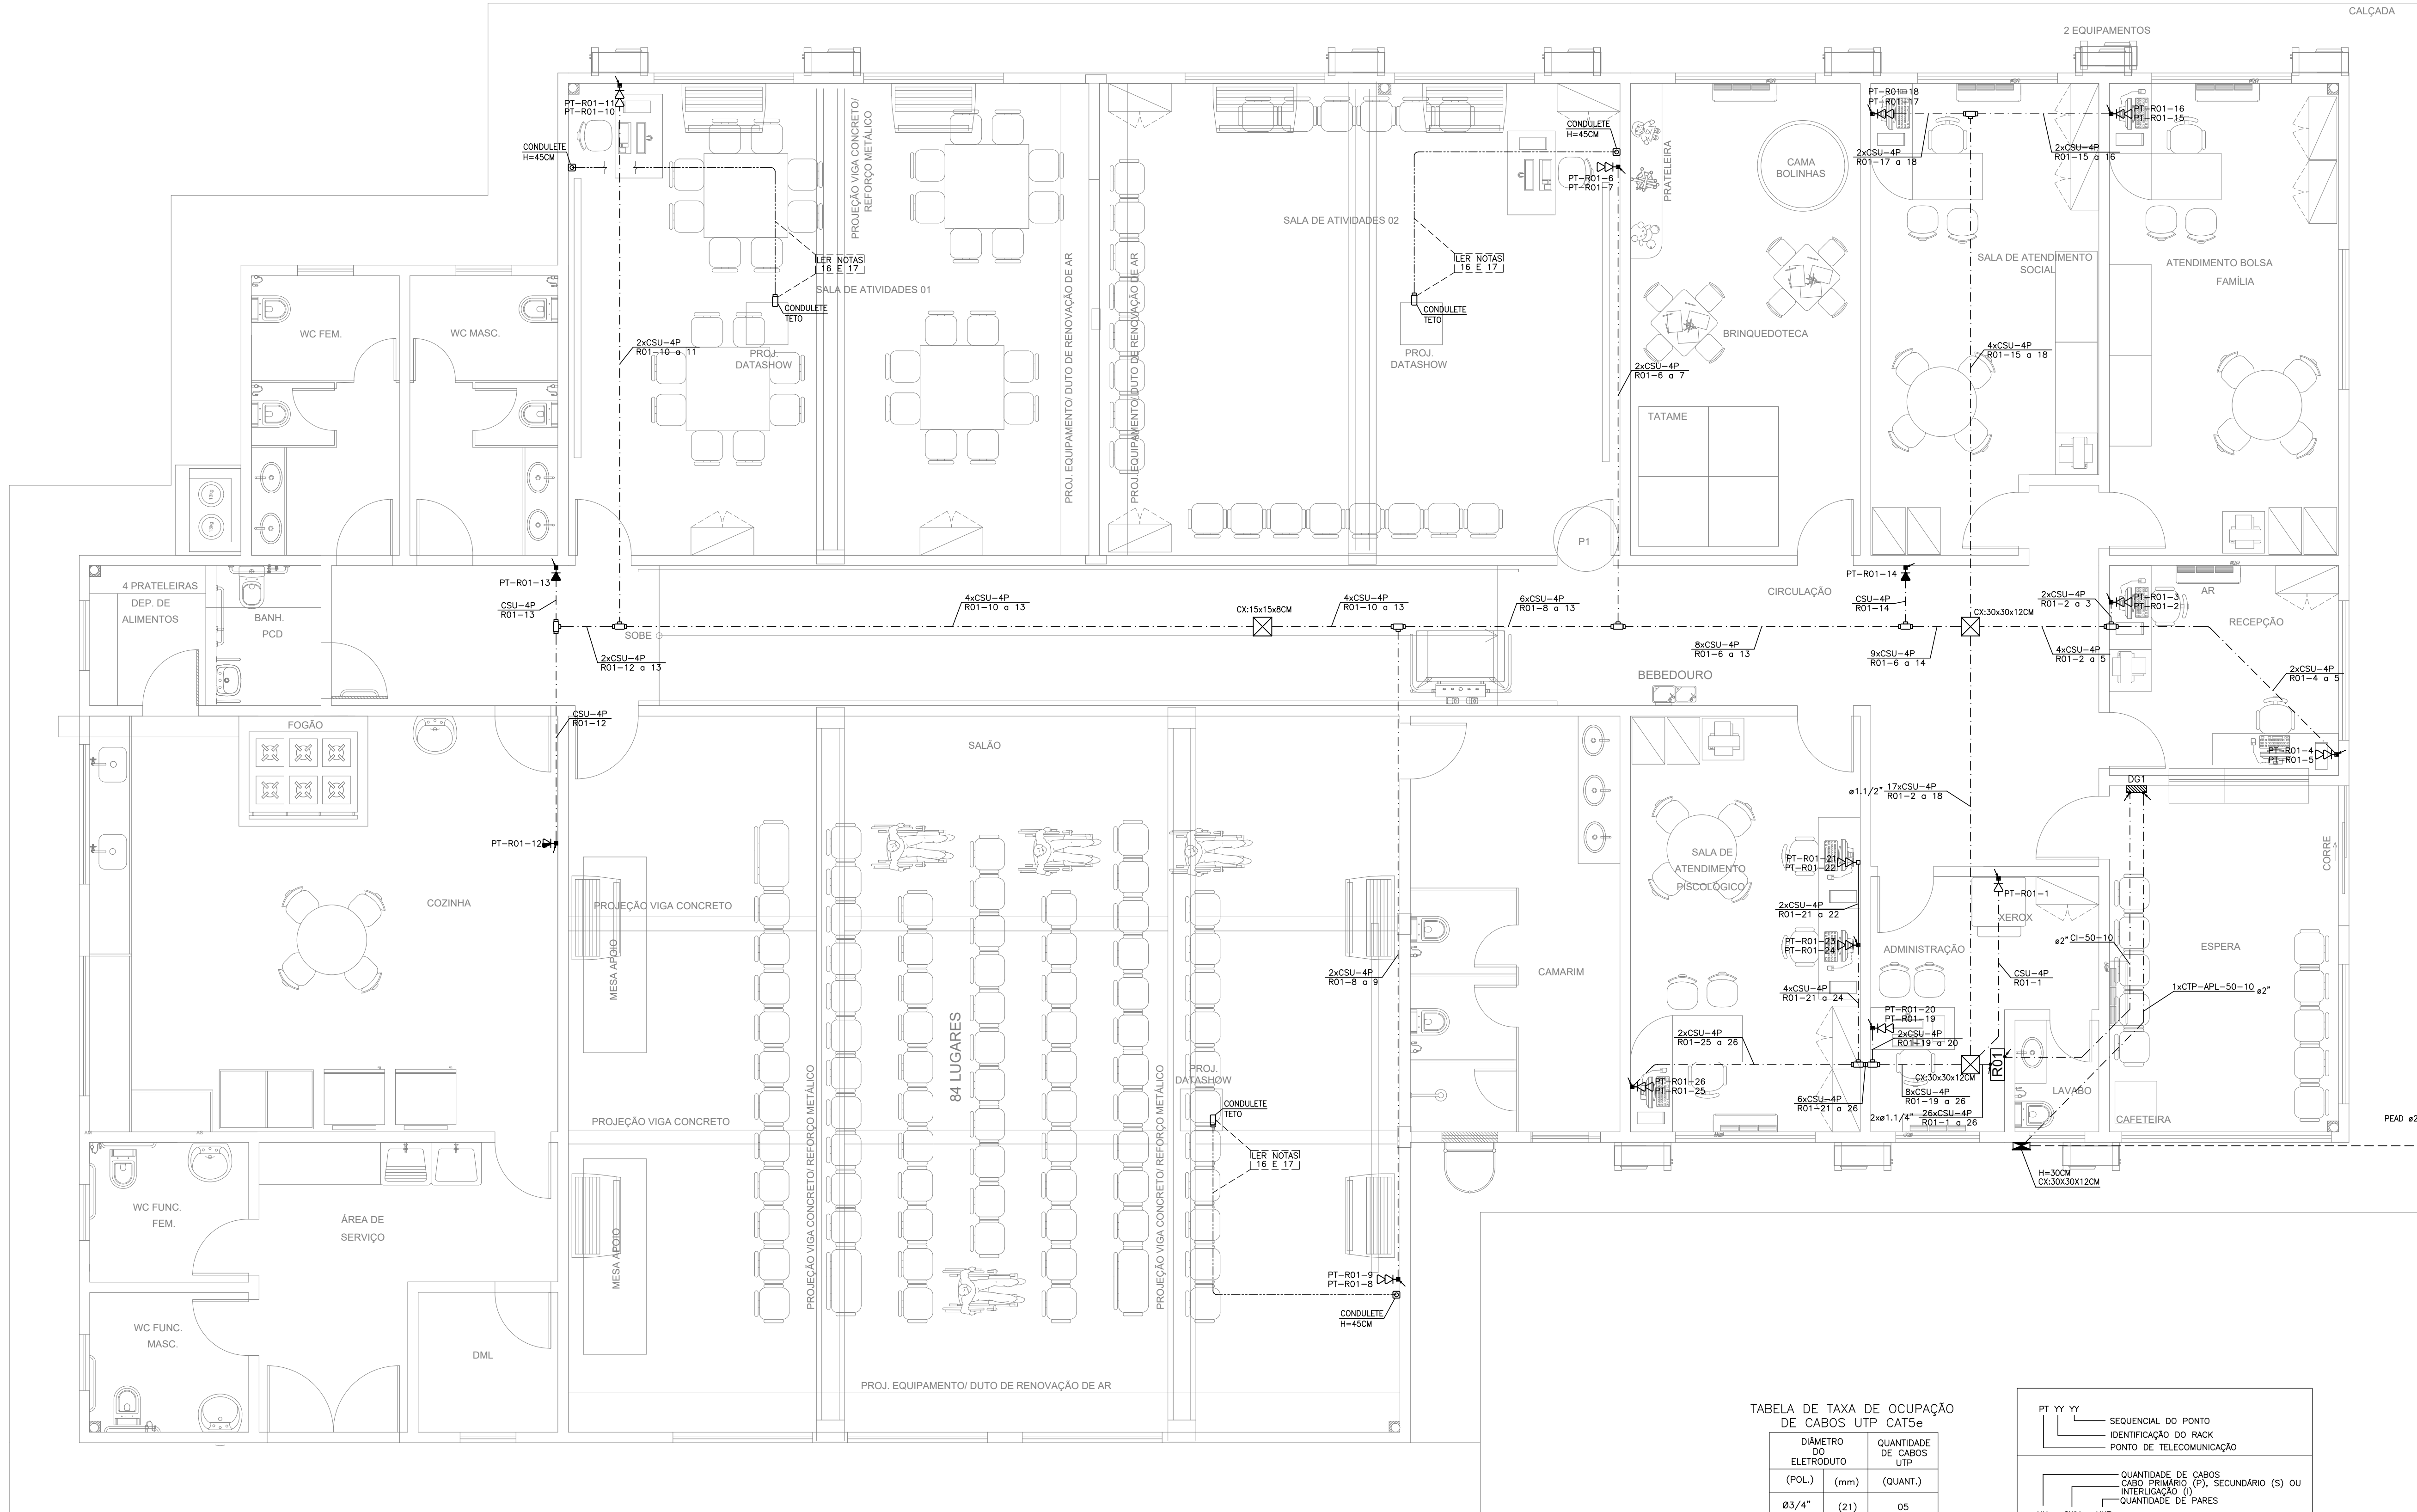 CALÇADA
2 EQUIPAMENTOS
PT-R01-11
PT-R01-10
CONDULETE
H=45CM
PROJEÇÃO VIGA CONCRETO/
REFORÇO METÁLICO
CONDULETE
H=45CM
PT-R01-6
PT-R01-7
PRATELEIRA
CAMA
BOLINHAS
PT-R01-18
PT-R01-17
2xCSU-4P
R01-17 a 18
PT-R01-16
PT-R01-15
2xCSU-4P
R01-15 a 16
SALA DE ATIVIDADES 02
LER NOTAS
16 E 17
LER NOTAS
16 E 17
SALA DE ATIVIDADES 01
CONDULETE
TETO
CONDULETE
TETO
SALA DE ATENDIMENTO
SOCIAL
ATENDIMENTO BOLSA
FAMÍLIA
WC FEM.
WC MASC.
2xCSU-4P
R01-10 a 11
PROJ.
DATASHOW
PROJ. EQUIPAMENTO/ DUTO DE RENOVAÇÃO DE AR
PROJ. EQUIPAMENTO/ DUTO DE RENOVAÇÃO DE AR
PROJ.
DATASHOW
BRINQUEDOTECA
4xCSU-4P
R01-15 a 18
2xCSU-4P
R01-6 a 7
TATAME
13Kg
13Kg
P1
4 PRATELEIRAS
DEP. DE
ALIMENTOS
BANH.
PCD
PT-R01-13
CSU-4P
R01-13
SOBE
4xCSU-4P
R01-10 a 13
CX:15x15x8CM
4xCSU-4P
R01-10 a 13
6xCSU-4P
R01-8 a 13
CIRCULAÇÃO
PT-R01-14
CSU-4P
R01-14
CX:30x30x12CM
2xCSU-4P
R01-2 a 3
PT-R01-3
PT-R01-2
AR
RECEPÇÃO
2xCSU-4P
R01-12 a 13
8xCSU-4P
R01-6 a 13
9xCSU-4P
R01-6 a 14
4xCSU-4P
R01-2 a 5
2xCSU-4P
R01-4 a 5
BEBEDOURO
FOGÃO
CSU-4P
R01-12
SALÃO
PT-R01-4
PT-R01-5
DG1
ø1.1/2"
17xCSU-4P
R01-2 a 18
PT-R01-12
CORRE
SALA DE
ATENDIMENTO
PISCOLÓGICO
PT-R01-21
PT-R01-22
PT-R01-1
COZINHA
PROJEÇÃO VIGA CONCRETO
2xCSU-4P
R01-21 a 22
XEROX
MESA APOIO
PT-R01-23
PT-R01-24
ADMINISTRAÇÃO
ø2" CI-50-10
ESPERA
2xCSU-4P
R01-8 a 9
CAMARIM
CSU-4P
R01-1
4xCSU-4P
R01-21 a 24
1xCTP-APL-50-10 ø2"
84 LUGARES
PT-R01-20
PT-R01-19
2xCSU-4P
R01-25 a 26
2xCSU-4P
R01-19 a 20
PROJEÇÃO VIGA CONCRETO/ REFORÇO METÁLICO
PROJEÇÃO VIGA CONCRETO/ REFORÇO METÁLICO
PROJ.
DATASHOW
R01
CX:30x30x12CM
PT-R01-26
PT-R01-25
LAVABO
CONDULETE
TETO
6xCSU-4P
R01-21 a 26
8xCSU-4P
R01-19 a 26
2xø1.1/4"
26xCSU-4P
R01-1 a 26
CAFETEIRA
PEAD ø2
PROJEÇÃO VIGA CONCRETO
LER NOTAS
16 E 17
H=30CM
CX:30X30X12CM
WC FUNC.
FEM.
ÁREA DE
SERVIÇO
MESA APOIO
PT-R01-9
PT-R01-8
CONDULETE
H=45CM
WC FUNC.
MASC.
DML
PROJ. EQUIPAMENTO/ DUTO DE RENOVAÇÃO DE AR
TABELA DE TAXA DE OCUPAÇÃO
DE CABOS UTP CAT5e
DIÂMETRO
DO
ELETRODUTO
QUANTIDADE
DE CABOS
UTP
(POL.) (mm) (QUANT.)
Ø3/4" (21) 05
PT YY YY
SEQUENCIAL DO PONTO
IDENTIFICAÇÃO DO RACK
PONTO DE TELECOMUNICAÇÃO
QUANTIDADE DE CABOS
CABO PRIMÁRIO (P), SECUNDÁRIO (S) OU
INTERLIGAÇÃO (I)
QUANTIDADE DE PARES